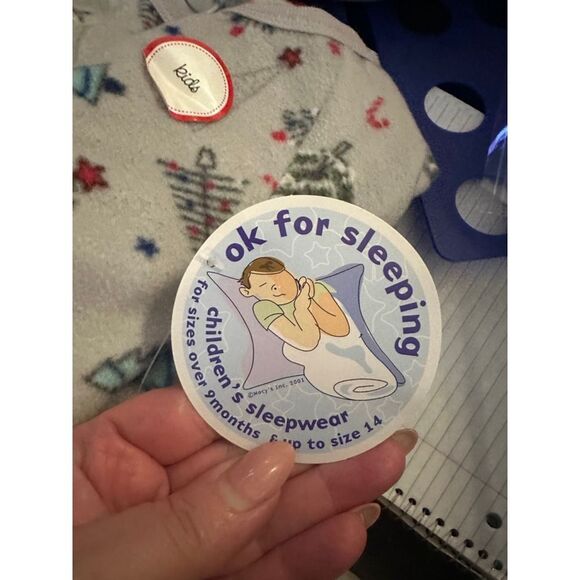 kids
ok for sleeping
©Macy's Inc. 2001
children's sleepwear
for sizes over 9months & up to size 14